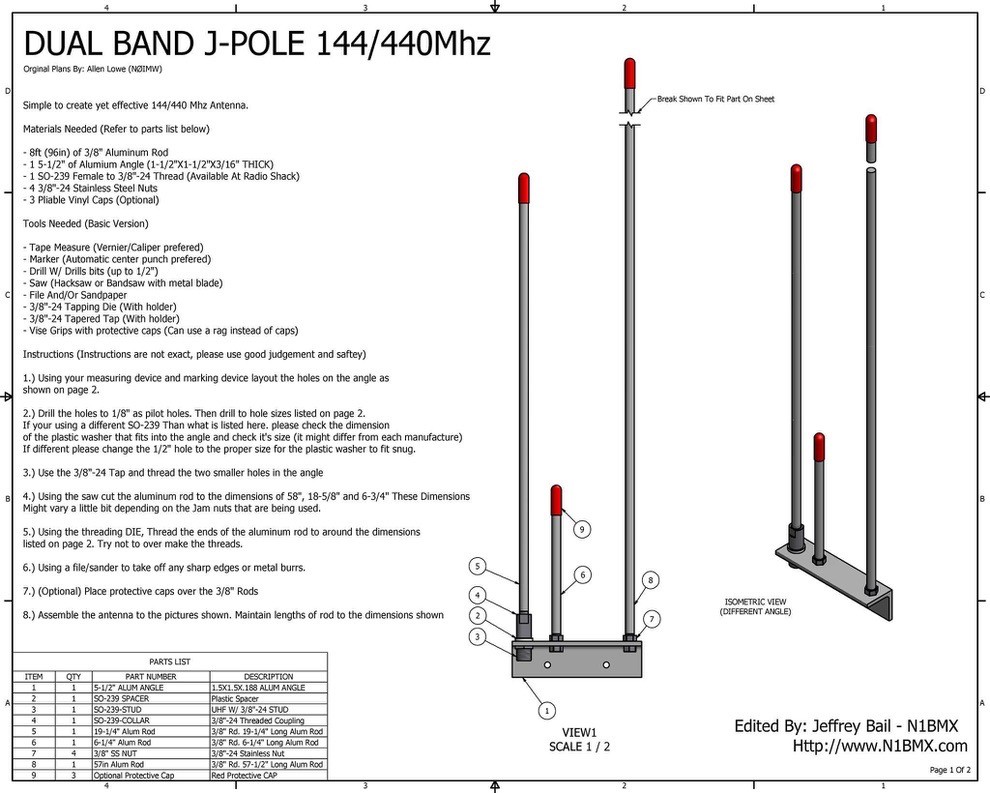 4 3 2 1
DUAL BAND J-POLE 144/440Mhz
Orginal Plans By: Allen Lowe (NØIMW)
Simple to create yet effective 144/440 Mhz Antenna.
Materials Needed (Refer to parts list below)
- 8ft (96in) of 3/8" Aluminum Rod
- 1 5-1/2" of Alumium Angle (1-1/2"X1-1/2"X3/16" THICK)
- 1 SO-239 Female to 3/8"-24 Thread (Available At Radio Shack)
- 4 3/8"-24 Stainless Steel Nuts
- 3 Pliable Vinyl Caps (Optional)
Tools Needed (Basic Version)
- Tape Measure (Vernier/Caliper prefered)
- Marker (Automatic center punch prefered)
- Drill W/ Drills bits (up to 1/2")
- Saw (Hacksaw or Bandsaw with metal blade)
- File And/Or Sandpaper
- 3/8"-24 Tapping Die (With holder)
- 3/8"-24 Tapered Tap (With holder)
- Vise Grips with protective caps (Can use a rag instead of caps)
Instructions (Instructions are not exact, please use good judgement and saftey)
1.) Using your measuring device and marking device layout the holes on the angle as
shown on page 2.
2.) Drill the holes to 1/8" as pilot holes. Then drill to hole sizes listed on page 2.
If your using a different SO-239 Than what is listed here. please check the dimension
of the plastic washer that fits into the angle and check it's size (it might differ from each manufacture)
If different please change the 1/2" hole to the proper size for the plastic washer to fit snug.
3.) Use the 3/8"-24 Tap and thread the two smaller holes in the angle
4.) Using the saw cut the aluminum rod to the dimensions of 58", 18-5/8" and 6-3/4" These Dimensions
Might vary a little bit depending on the Jam nuts that are being used.
5.) Using the threading DIE, Thread the ends of the aluminum rod to around the dimensions
listed on page 2. Try not to over make the threads.
6.) Using a file/sander to take off any sharp edges or metal burrs.
7.) (Optional) Place protective caps over the 3/8" Rods
8.) Assemble the antenna to the pictures shown. Maintain lengths of rod to the dimensions shown
Break Shown To Fit Part On Sheet
9
5
6
8
4
2
7
3
1
ISOMETRIC VIEW
(DIFFERENT ANGLE)
VIEW1
SCALE 1 / 2
PARTS LIST
ITEM QTY PART NUMBER DESCRIPTION
1 1 5-1/2" ALUM ANGLE 1.5X1.5X.188 ALUM ANGLE
2 1 SO-239 SPACER Plastic Spacer
3 1 SO-239-STUD UHF W/ 3/8"-24 STUD
4 1 SO-239-COLLAR 3/8"-24 Threaded Coupling
5 1 19-1/4" Alum Rod 3/8" Rd. 19-1/4" Long Alum Rod
6 1 6-1/4" Alum Rod 3/8" Rd. 6-1/4" Long Alum Rod
7 4 3/8" SS NUT 3/8"-24 Stainless Nut
8 1 57in Alum Rod 3/8" Rd. 57-1/2" Long Alum Rod
9 3 Optional Protective Cap Red Protective CAP
Edited By: Jeffrey Bail - N1BMX
Http://www.N1BMX.com
Page 1 Of 2
D D
C C
B B
A A
4 3 2 1